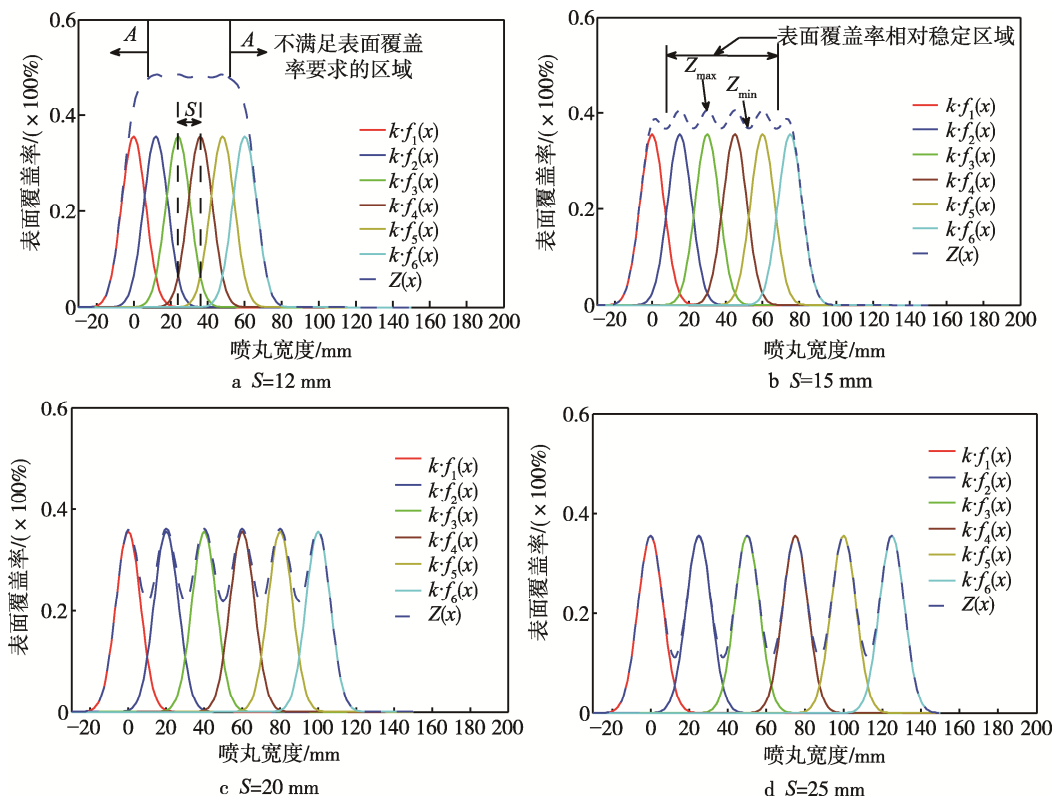 0.6
0.4
0.2
0
表面覆盖率/(×100%)
A
A
不满足表面覆盖
率要求的区域
S
k·f₁(x)
k·f₂(x)
k·f₃(x)
k·f₄(x)
k·f₅(x)
k·f₆(x)
Z(x)
−20 0 20 40 60 80 100 120 140 160 180 200
喷丸宽度/mm
a S=12 mm
0.6
0.4
0.2
0
表面覆盖率/(×100%)
表面覆盖率相对稳定区域
Zmax
Zmin
k·f₁(x)
k·f₂(x)
k·f₃(x)
k·f₄(x)
k·f₅(x)
k·f₆(x)
Z(x)
−20 0 20 40 60 80 100 120 140 160 180 200
喷丸宽度/mm
b S=15 mm
0.6
0.4
0.2
0
表面覆盖率/(×100%)
k·f₁(x)
k·f₂(x)
k·f₃(x)
k·f₄(x)
k·f₅(x)
k·f₆(x)
Z(x)
−20 0 20 40 60 80 100 120 140 160 180 200
喷丸宽度/mm
c S=20 mm
0.6
0.4
0.2
0
表面覆盖率/(×100%)
k·f₁(x)
k·f₂(x)
k·f₃(x)
k·f₄(x)
k·f₅(x)
k·f₆(x)
Z(x)
−20 0 20 40 60 80 100 120 140 160 180 200
喷丸宽度/mm
d S=25 mm